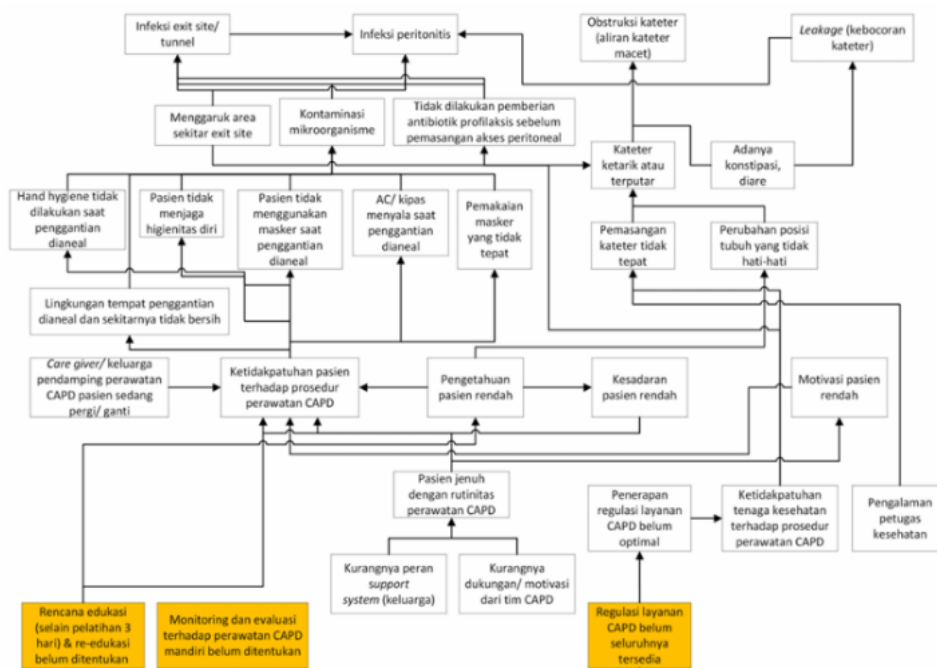 Infeksi exit site/
tunnel
Infeksi peritonitis
Obstruksi kateter
(aliran kateter
macet)
Leakage (kebocoran
kateter)
Menggaruk area
sekitar exit site
Kontaminasi
mikroorganisme
Tidak dilakukan pemberian
antibiotik profilaksis sebelum
pemasangan akses peritoneal
Kateter
ketarik atau
terputar
Adanya
konstipasi,
diare
Hand hygiene tidak
dilakukan saat
penggantian
dianeal
Pasien tidak
menjaga
higienitas diri
Pasien tidak
menggunakan
masker saat
penggantian
dianeal
AC/ kipas
menyala saat
penggantian
dianeal
Pemakaian
masker
yang tidak
tepat
Pemasangan
kateter tidak
tepat
Perubahan posisi
tubuh yang tidak
hati-hati
Lingkungan tempat penggantian
dianeal dan sekitarnya tidak bersih
Care giver/ keluarga
pendamping perawatan
CAPD pasien sedang
pergi/ ganti
Ketidakpatuhan pasien
terhadap prosedur
perawatan CAPD
Pengetahuan
pasien rendah
Kesadaran
pasien rendah
Motivasi pasien
rendah
Pasien jenuh
dengan rutinitas
perawatan CAPD
Penerapan
regulasi layanan
CAPD belum
optimal
Ketidakpatuhan
tenaga kesehatan
terhadap prosedur
perawatan CAPD
Pengalaman
petugas
kesehatan
Kurangnya peran
support
system (keluarga)
Kurangnya
dukungan/ motivasi
dari tim CAPD
Rencana edukasi
(selain pelatihan 3
hari) & re-edukasi
belum ditentukan
Monitoring dan evaluasi
terhadap perawatan CAPD
mandiri belum ditentukan
Regulasi layanan
CAPD belum
seluruhnya
tersedia